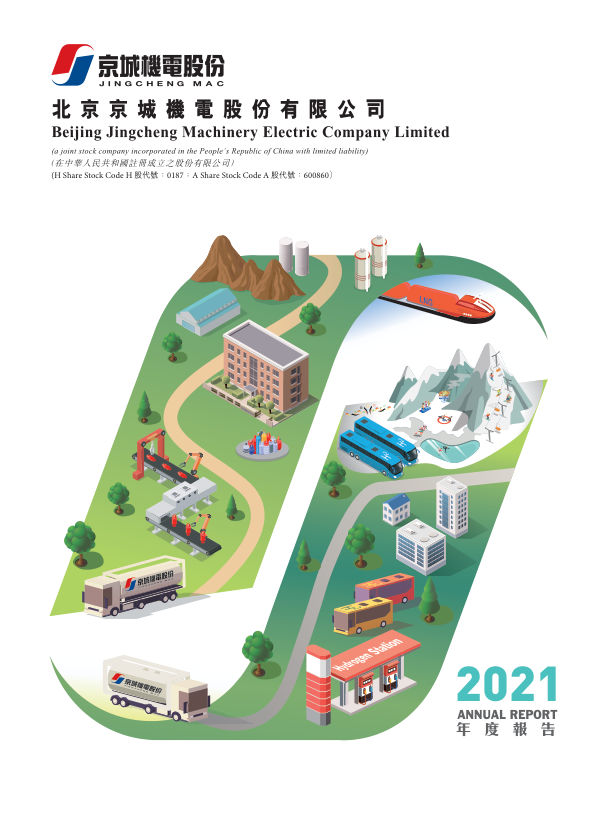 京城機電股份
JINGCHENG MAC
北京京城機電股份有限公司
Beijing Jingcheng Machinery Electric Company Limited
(a joint stock company incorporated in the People's Republic of China with limited liability)
(在中華人民共和國註冊成立之股份有限公司)
(H Share Stock Code H 股代號：0187；A Share Stock Code A 股代號：600860)
LNG
京城機電股份
京城機電股份
Hydrogen Station
2021
ANNUAL REPORT
年度報告